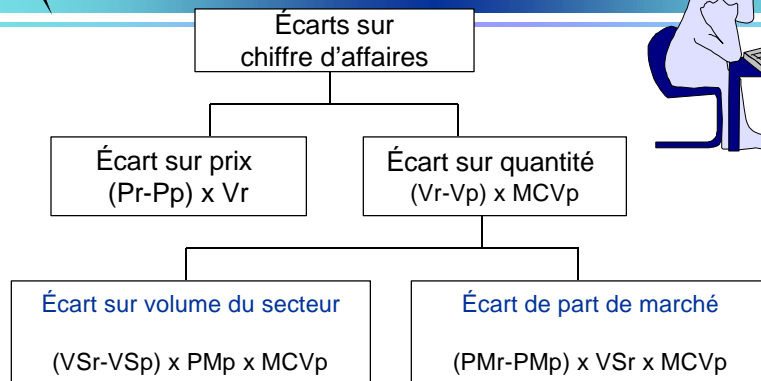 Écarts sur
chiffre d'affaires
Écart sur prix
(Pr-Pp) x Vr
Écart sur quantité
(Vr-Vp) x MCVp
Écart sur volume du secteur
(VSr-VSp) x PMp x MCVp
Écart de part de marché
(PMr-PMp) x VSr x MCVp